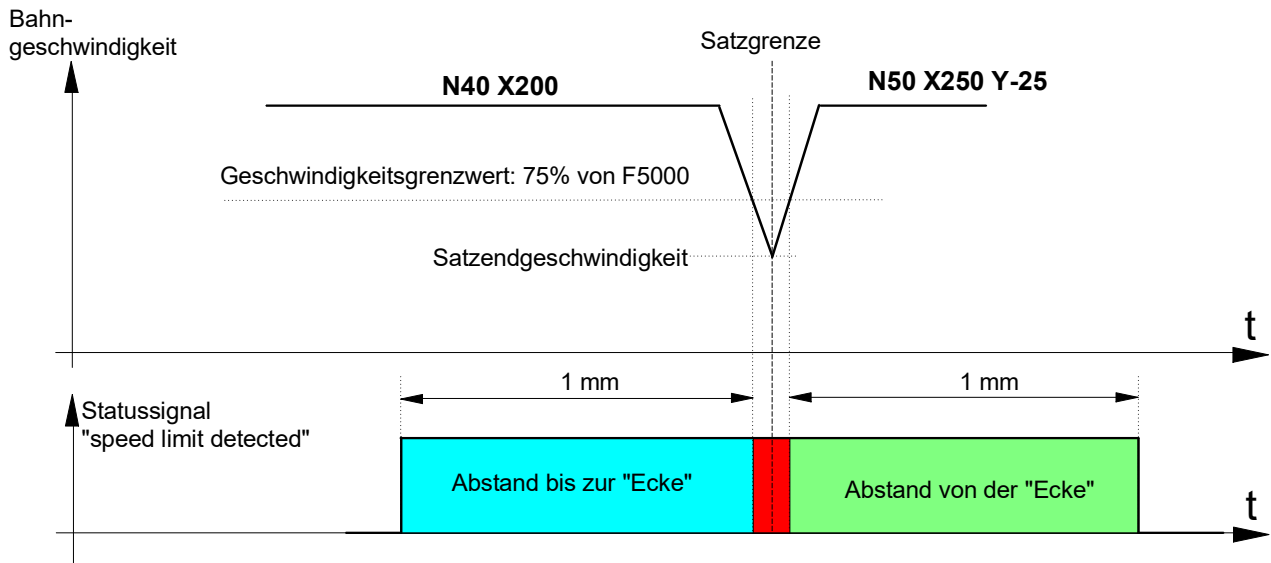 Bahn-
geschwindigkeit
Satzgrenze
N40 X200
N50 X250 Y-25
Geschwindigkeitsgrenzwert: 75% von F5000
Satzendgeschwindigkeit
t
1 mm
1 mm
Statussignal
"speed limit detected"
Abstand bis zur "Ecke"
Abstand von der "Ecke"
t